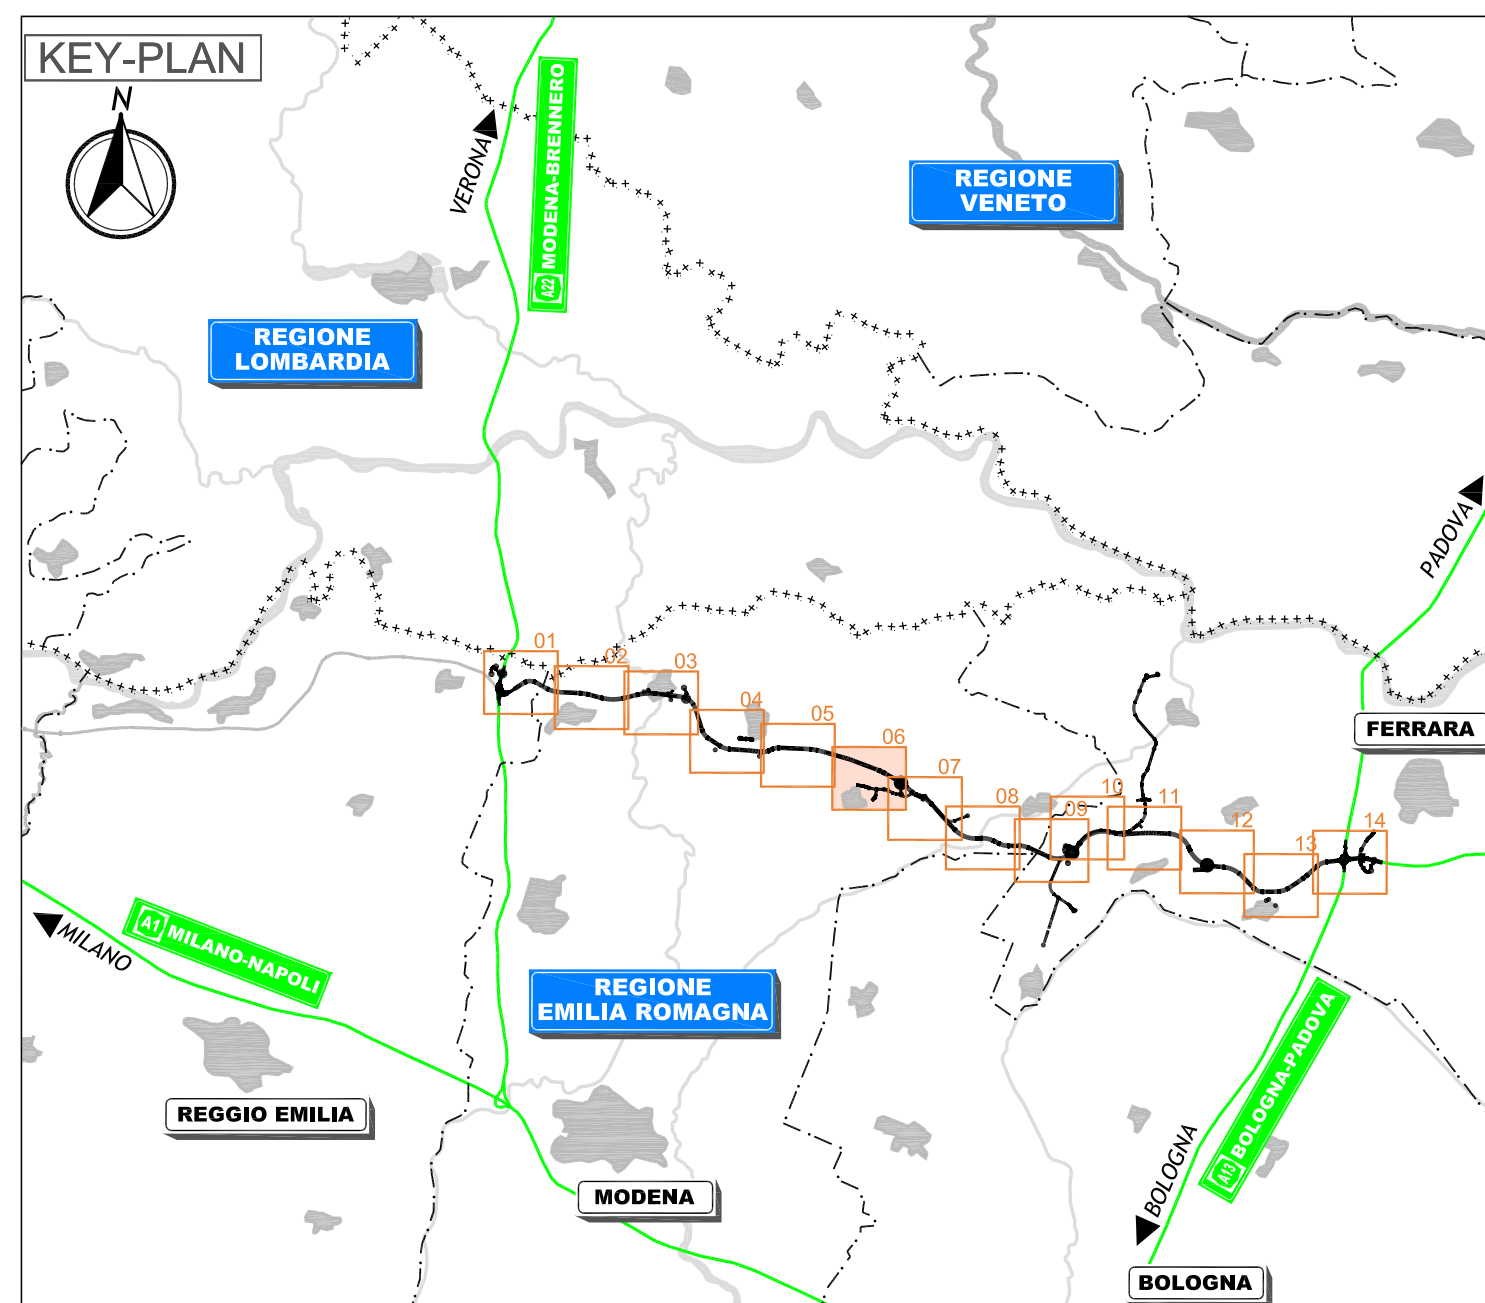 KEY-PLAN
N
VERONA
A22 MODENA-BRENNERO
REGIONE
VENETO
REGIONE
LOMBARDIA
PADOVA
01
02
03
04
05
06
07
08
09
10
11
12
13
14
FERRARA
A1 MILANO-NAPOLI
MILANO
REGIONE
EMILIA ROMAGNA
REGGIO EMILIA
MODENA
A13 BOLOGNA-PADOVA
BOLOGNA
BOLOGNA